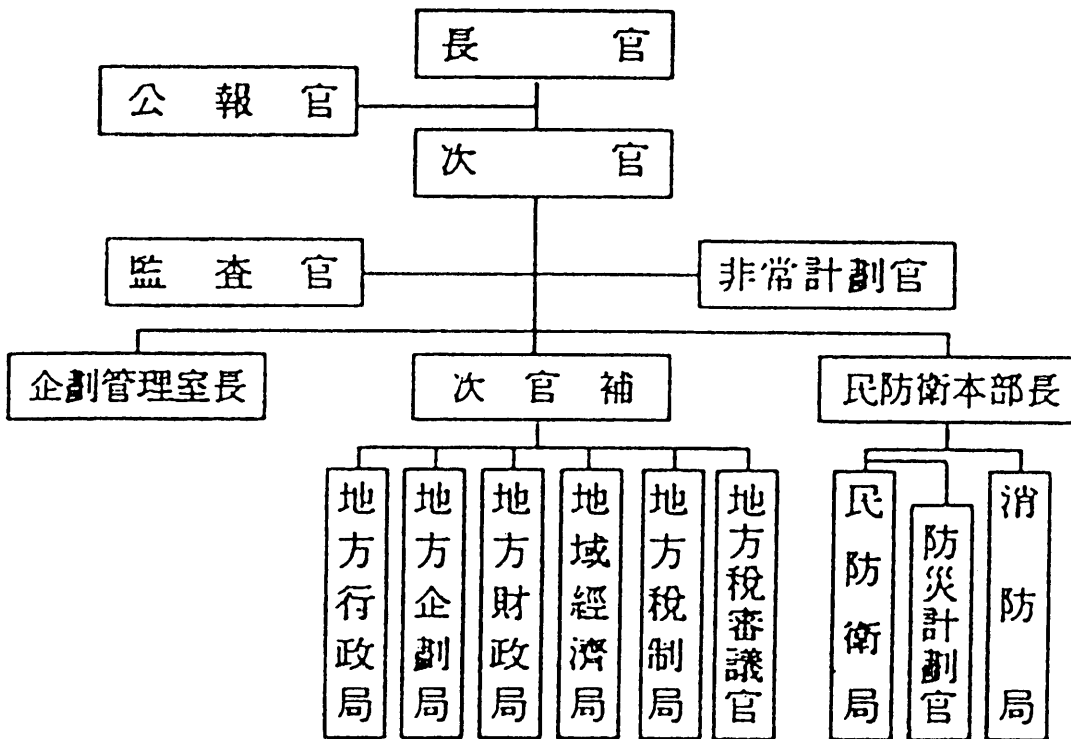 長官
公報官
次官
監査官
非常計劃官
企劃管理室長
次官補
民防衛本部長
地方行政局
地方企劃局
地方財政局
地域經濟局
地方稅制局
地方稅審議官
民防衛局
防災計劃官
消防局